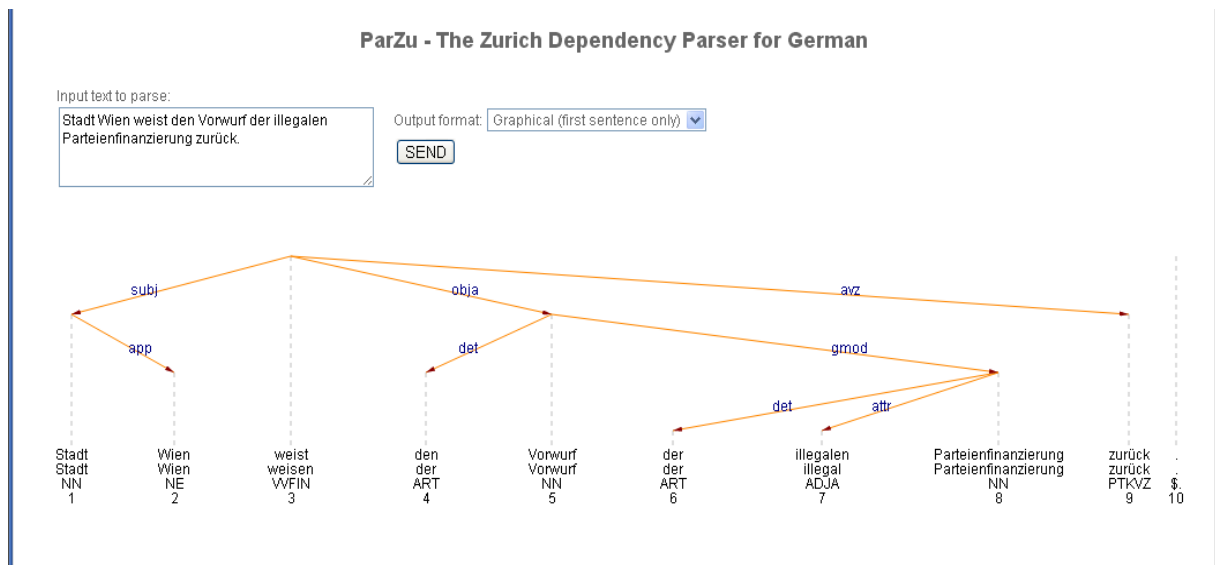 ParZu - The Zurich Dependency Parser for German
Input text to parse:
Stadt Wien weist den Vorwurf der illegalen
Parteienfinanzierung zurück.
Output format: Graphical (first sentence only)
SEND
subj obja avz
app det gmod
det attr
Stadt Wien weist den Vorwurf der illegalen Parteienfinanzierung zurück .
Stadt Wien weisen der Vorwurf der illegal Parteienfinanzierung zurück .
NN NE VVFIN ART NN ART ADJA NN PTKVZ $.
1 2 3 4 5 6 7 8 9 10